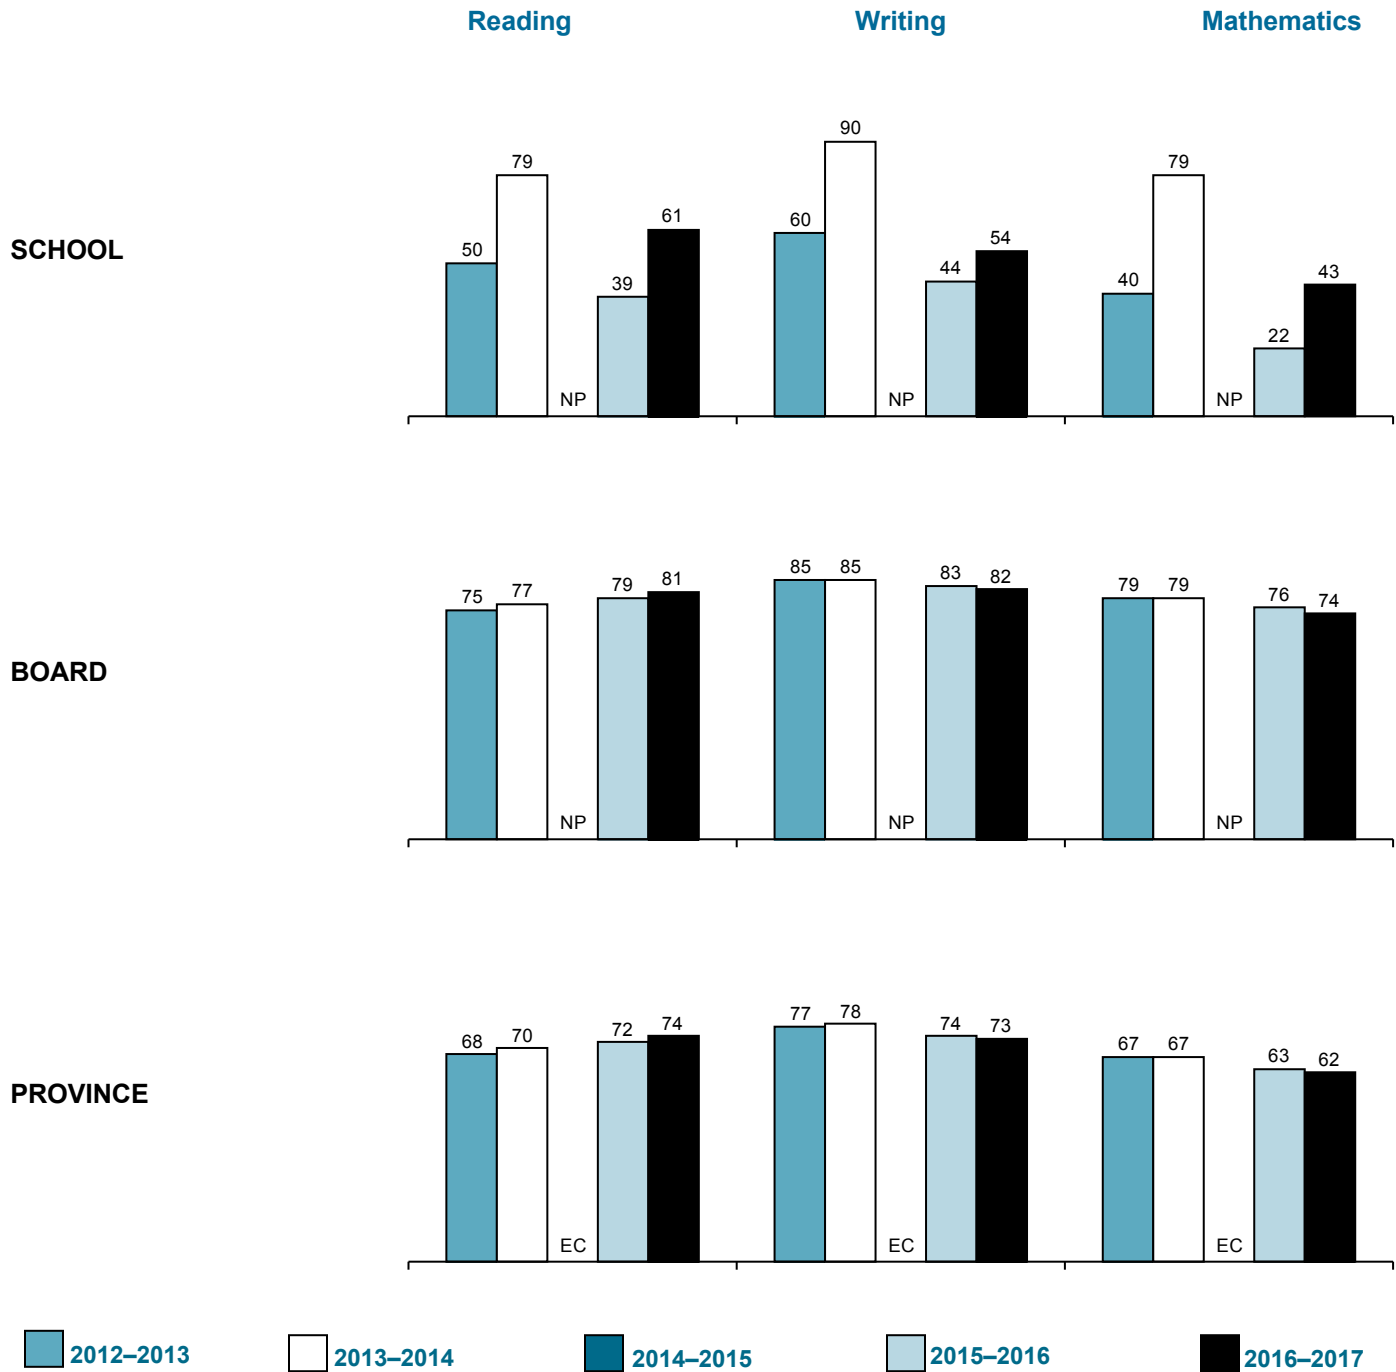 Reading Writing Mathematics
SCHOOL
50 79 NP 39 61 60 90 NP 44 54 40 79 NP 22 43
BOARD
75 77 NP 79 81 85 85 NP 83 82 79 79 NP 76 74
PROVINCE
68 70 EC 72 74 77 78 EC 74 73 67 67 EC 63 62
2012–2013 2013–2014 2014–2015 2015–2016 2016–2017